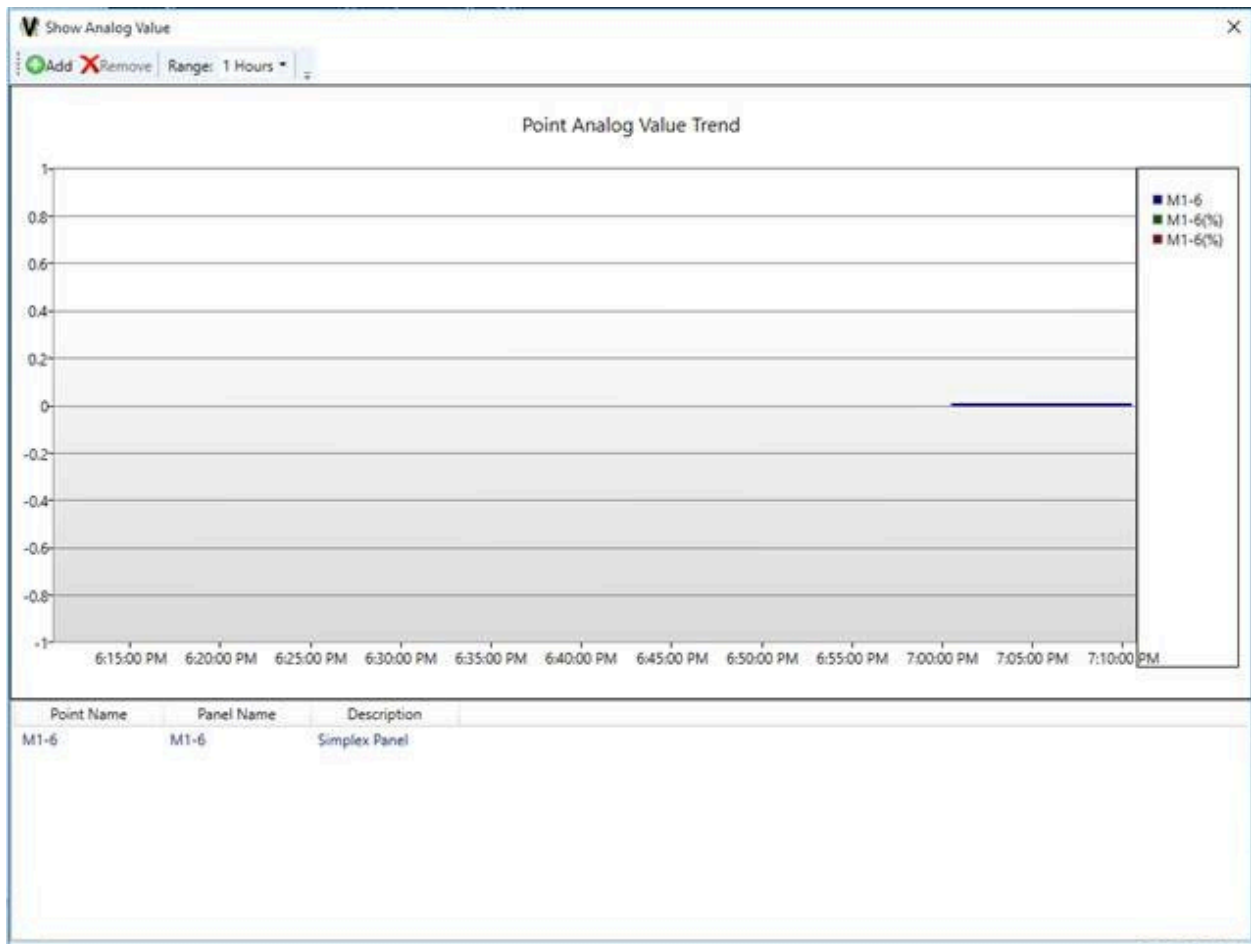 Show Analog Value
Add Remove Range: 1 Hours
Point Analog Value Trend
1
0.8
0.6
0.4
0.2
0
-0.2
-0.4
-0.6
-0.8
-1
6:15:00 PM 6:20:00 PM 6:25:00 PM 6:30:00 PM 6:35:00 PM 6:40:00 PM 6:45:00 PM 6:50:00 PM 6:55:00 PM 7:00:00 PM 7:05:00 PM 7:10:00 PM
M1-6
M1-6(%)
M1-6(%)
Point Name Panel Name Description
M1-6 M1-6 Simplex Panel